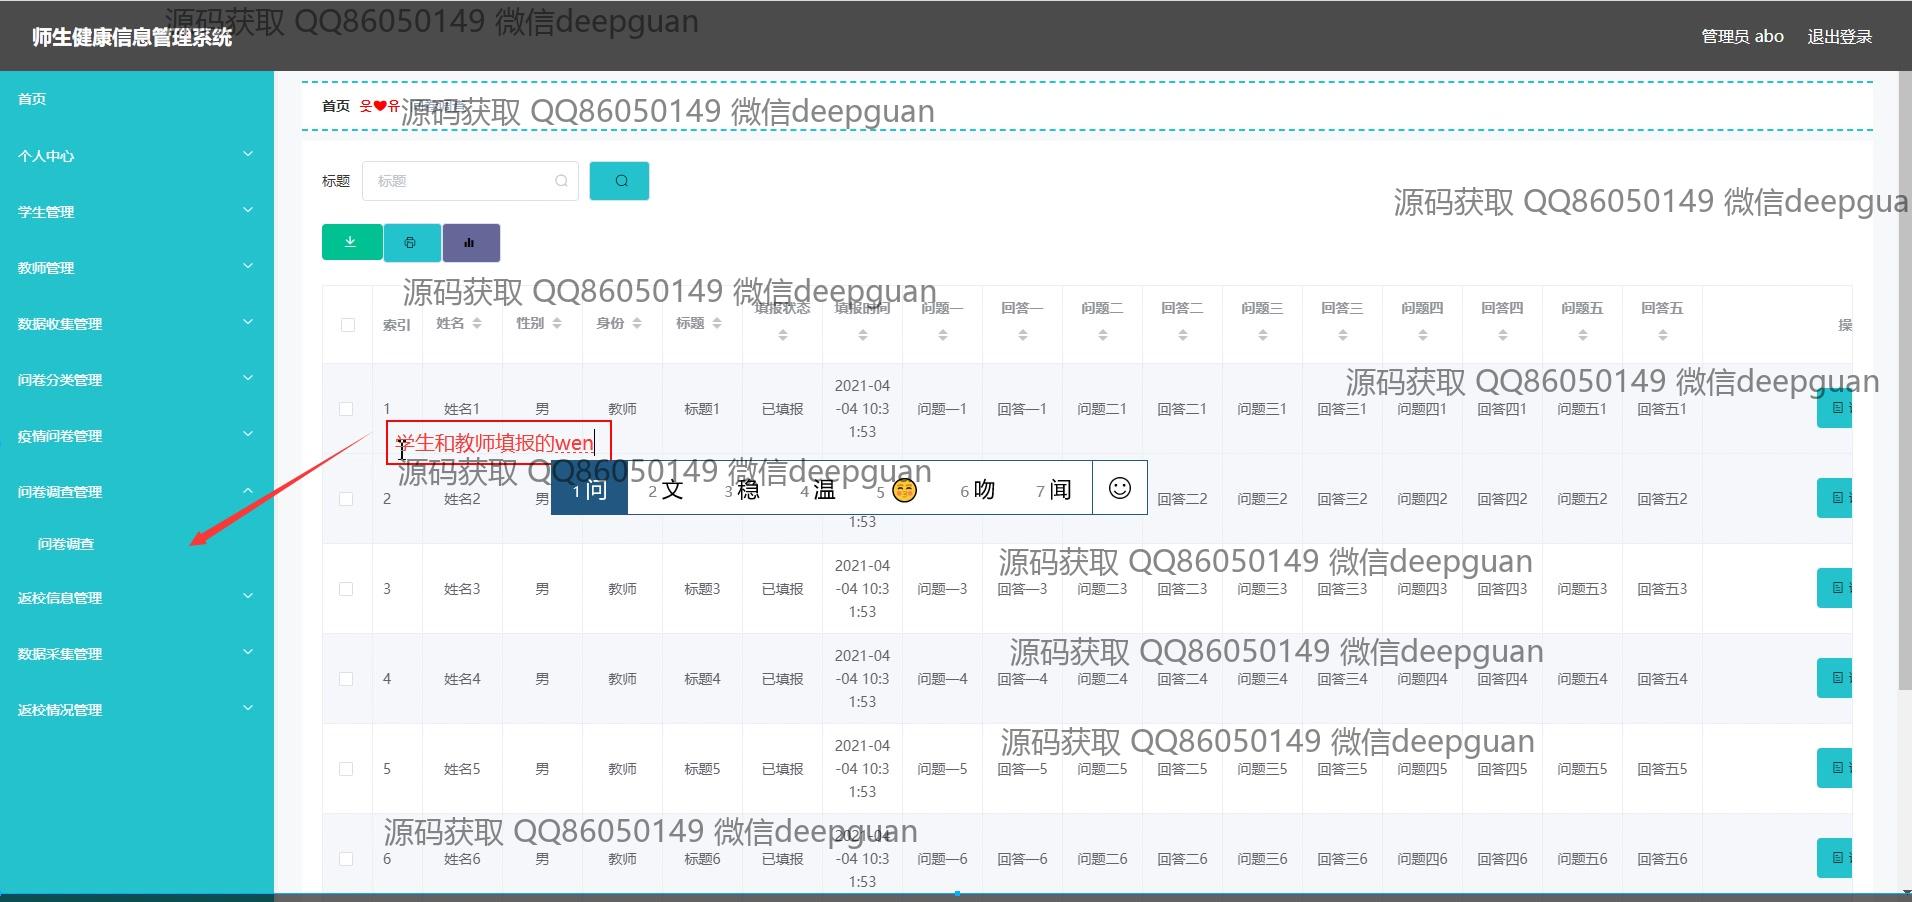 源码获取 QQ86050149 微信deepguan
师生健康信息管理系统
管理员 abo 退出登录
首页
个人中心
学生管理
教师管理
数据收集管理
问卷分类管理
疫情问卷管理
问卷调查管理
问卷调查
返校信息管理
数据采集管理
返校情况管理
首页 웃❤유
源码获取 QQ86050149 微信deepguan
标题 标题
源码获取 QQ86050149 微信deepgua
源码获取 QQ86050149 微信deepguan
索引 姓名 性别 身份 标题 填报状态 填报时间 问题一 回答一 问题二 回答二 问题三 回答三 问题四 回答四 问题五 回答五 操
源码获取 QQ86050149 微信deepguan
1 姓名1 男 教师 标题1 已填报 2021-04-04 10:31:53 问题一1 回答一1 问题二1 回答二1 问题三1 回答三1 问题四1 回答四1 问题五1 回答五1
学生和教师填报的wen
源码获取 QQ86050149 微信deepguan
1 问 2 文 3 稳 4 温 5 😚 6 吻 7 闻
2 姓名2 男 1:53 回答二2 问题三2 回答三2 问题四2 回答四2 问题五2 回答五2
源码获取 QQ86050149 微信deepguan
3 姓名3 男 教师 标题3 已填报 2021-04-04 10:31:53 问题一3 回答一3 问题二3 回答二3 问题三3 回答三3 问题四3 回答四3 问题五3 回答五3
源码获取 QQ86050149 微信deepguan
4 姓名4 男 教师 标题4 已填报 2021-04-04 10:31:53 问题一4 回答一4 问题二4 回答二4 问题三4 回答三4 问题四4 回答四4 问题五4 回答五4
源码获取 QQ86050149 微信deepguan
5 姓名5 男 教师 标题5 已填报 2021-04-04 10:31:53 问题一5 回答一5 问题二5 回答二5 问题三5 回答三5 问题四5 回答四5 问题五5 回答五5
源码获取 QQ86050149 微信deepguan
6 姓名6 男 教师 标题6 已填报 2021-04-04 10:31:53 问题一6 回答一6 问题二6 回答二6 问题三6 回答三6 问题四6 回答四6 问题五6 回答五6